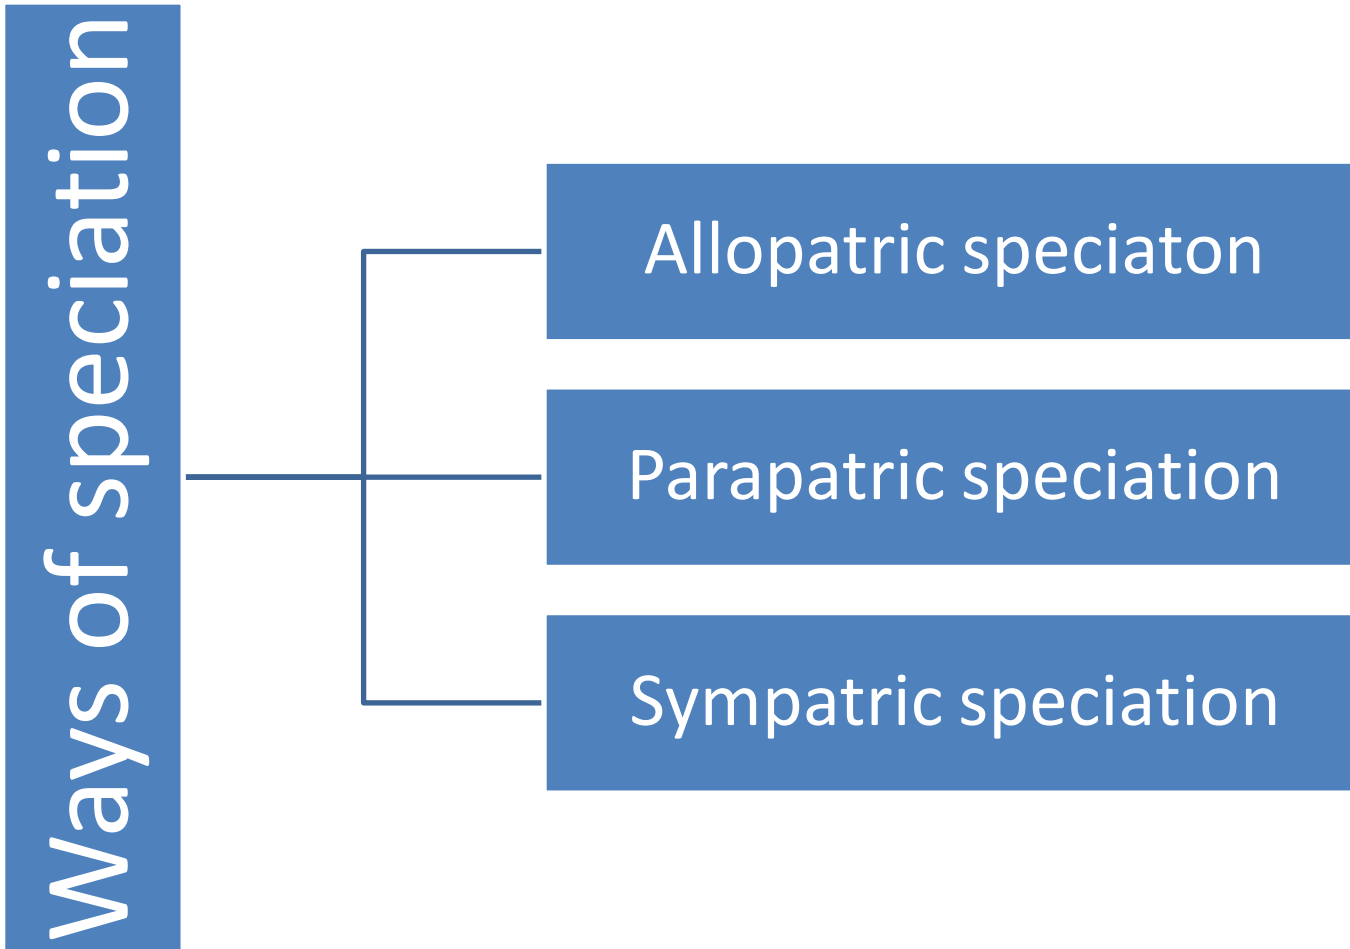 Ways of speciation
Allopatric speciaton
Parapatric speciation
Sympatric speciation